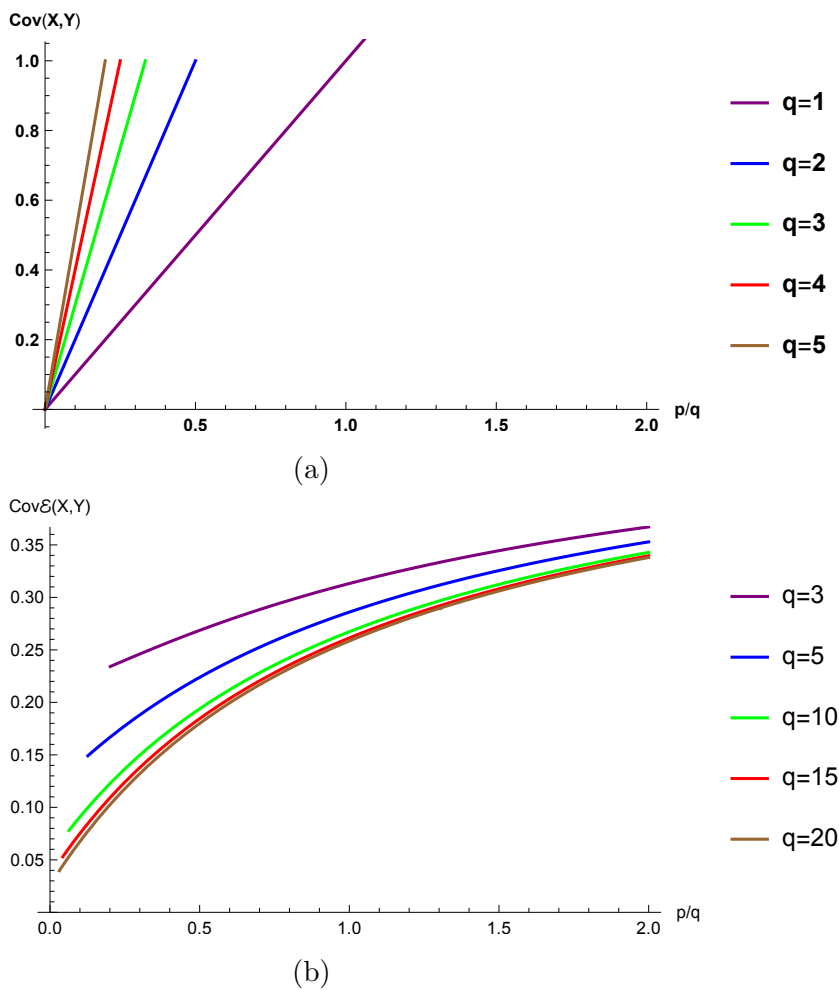 Cov(X,Y)
1.0
0.8
0.6
0.4
0.2
0.5 1.0 1.5 2.0 p/q
q=1
q=2
q=3
q=4
q=5
(a)
Covℰ(X,Y)
0.35
0.30
0.25
0.20
0.15
0.10
0.05
0.0 0.5 1.0 1.5 2.0 p/q
q=3
q=5
q=10
q=15
q=20
(b)